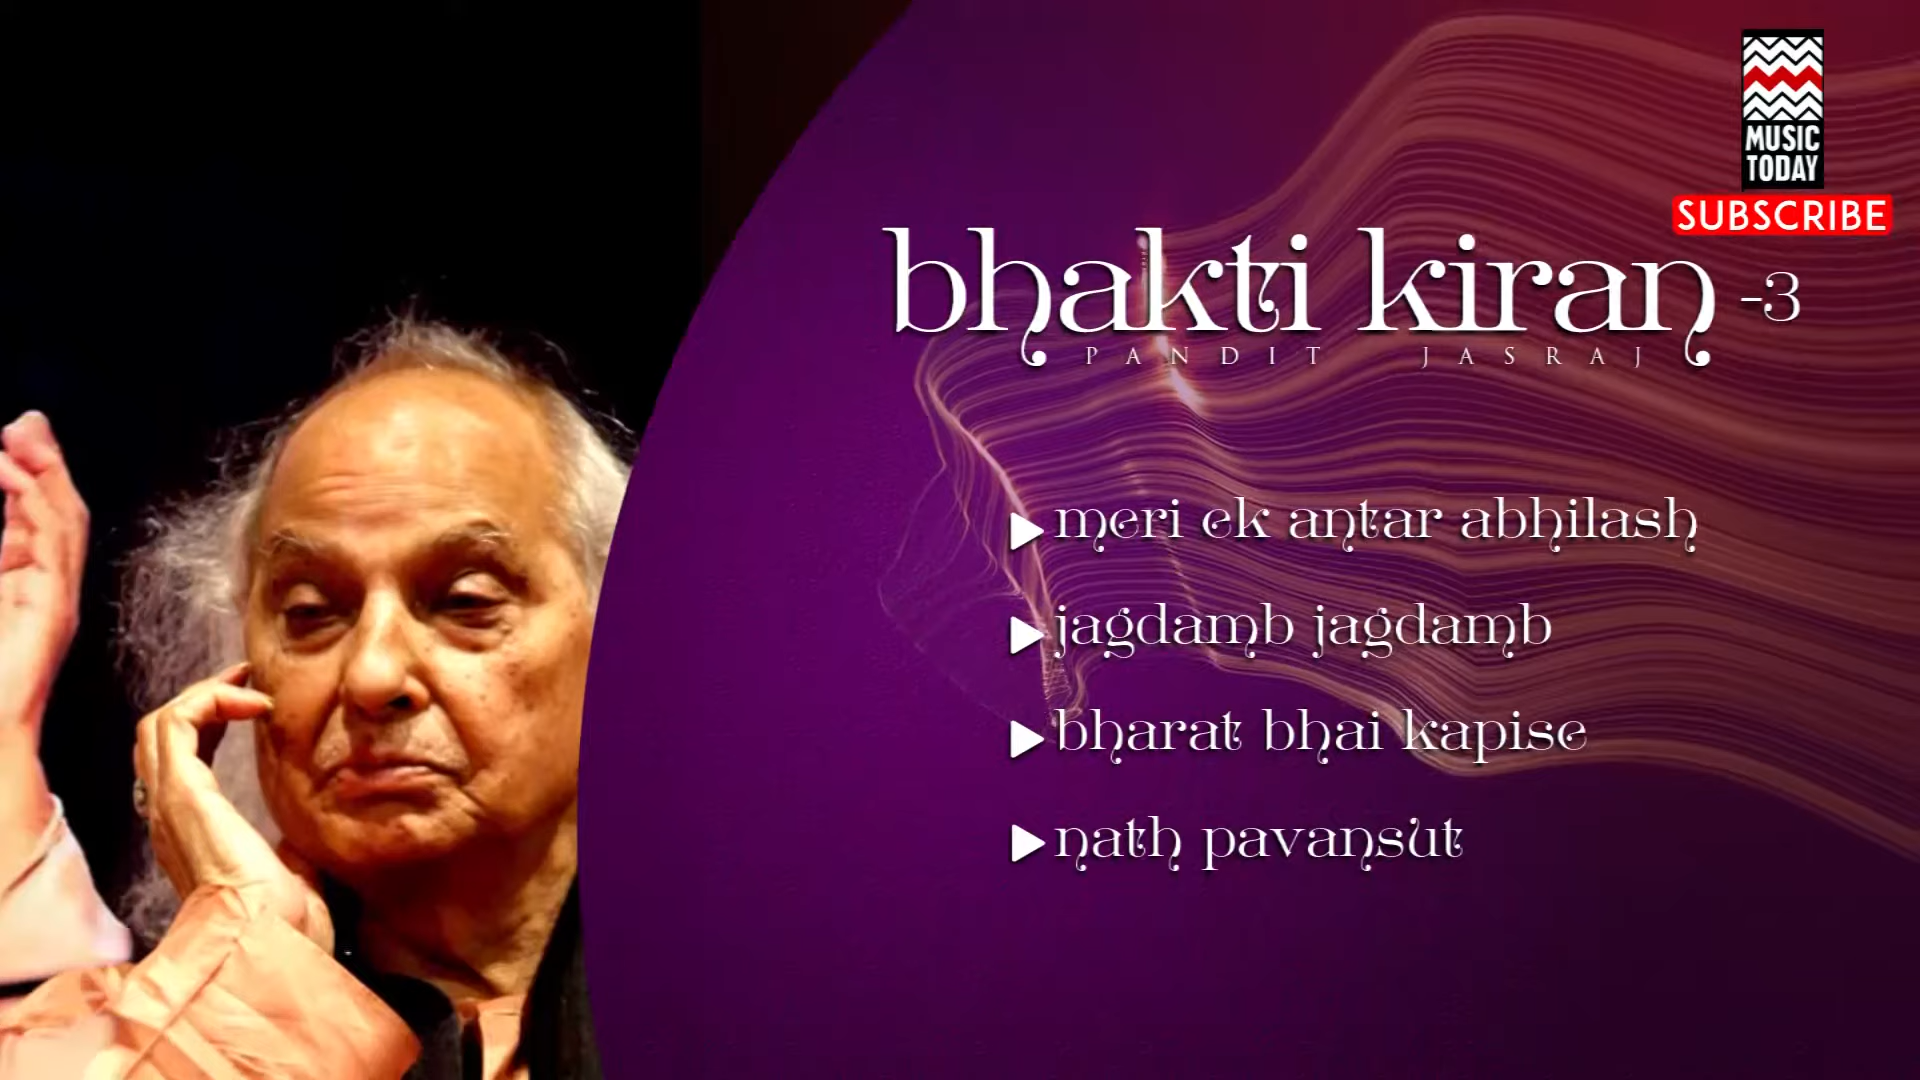 MUSIC
TODAY
SUBSCRIBE
bhakti kiran -3
PANDIT JASRAJ
meri ek antar abhilash
jagdamb jagdamb
bharat bhai kapise
nath pavansut